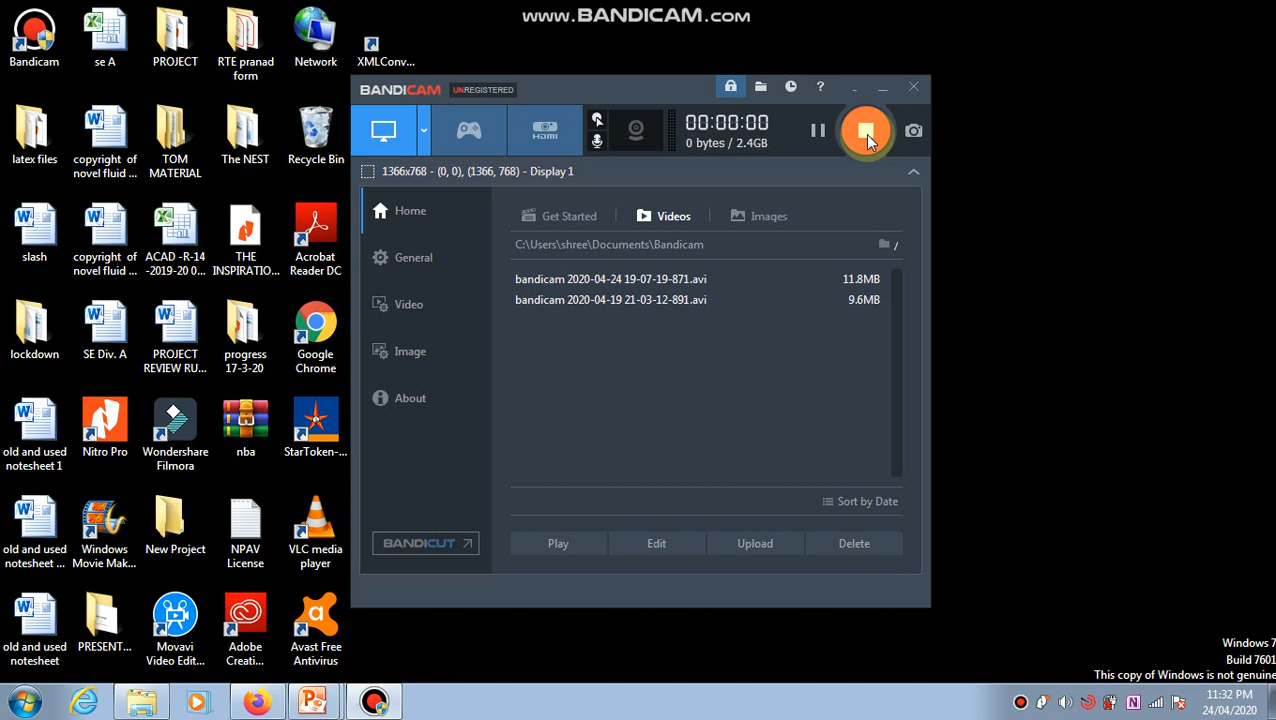 www.BANDICAM.com
Bandicam
se A
PROJECT
RTE pranad
form
Network
XMLConv...
latex files
copyright of
novel fluid ...
TOM
MATERIAL
The NEST
Recycle Bin
slash
copyright of
novel fluid ...
ACAD -R-14
-2019-20 0...
THE
INSPIRATIO...
Acrobat
Reader DC
lockdown
SE Div. A
PROJECT
REVIEW RU...
progress
17-3-20
Google
Chrome
old and used
notesheet 1
Nitro Pro
Wondershare
Filmora
nba
StarToken-...
old and used
notesheet ...
Windows
Movie Mak...
New Project
NPAV
License
VLC media
player
old and used
notesheet
PRESENT...
Movavi
Video Edit...
Adobe
Creati...
Avast Free
Antivirus
BANDICAM UNREGISTERED
HDMI
00:00:00
0 bytes / 2.4GB
1366x768 - (0, 0), (1366, 768) - Display 1
Home
General
Video
Image
About
BANDICUT
Get Started
Videos
Images
C:\Users\shree\Documents\Bandicam
/
bandicam 2020-04-24 19-07-19-871.avi 11.8MB
bandicam 2020-04-19 21-03-12-891.avi 9.6MB
Sort by Date
Play Edit Upload Delete
Windows 7
Build 7601
This copy of Windows is not genuine
11:32 PM
24/04/2020